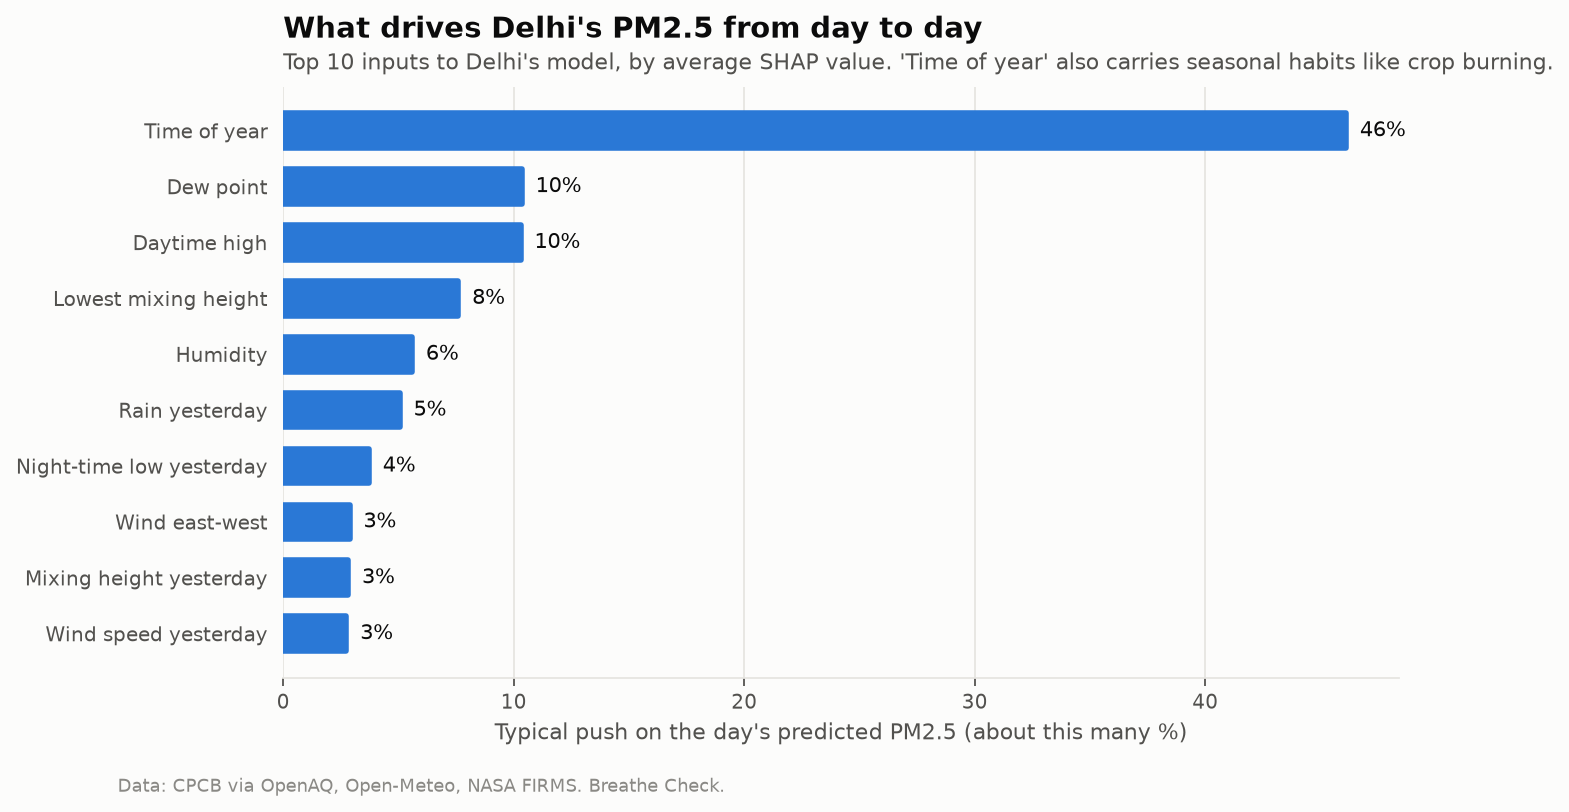 What drives Delhi's PM2.5 from day to day
Top 10 inputs to Delhi's model, by average SHAP value. 'Time of year' also carries seasonal habits like crop burning.
Time of year 46%
Dew point 10%
Daytime high 10%
Lowest mixing height 8%
Humidity 6%
Rain yesterday 5%
Night-time low yesterday 4%
Wind east-west 3%
Mixing height yesterday 3%
Wind speed yesterday 3%
0 10 20 30 40
Typical push on the day's predicted PM2.5 (about this many %)
Data: CPCB via OpenAQ, Open-Meteo, NASA FIRMS. Breathe Check.